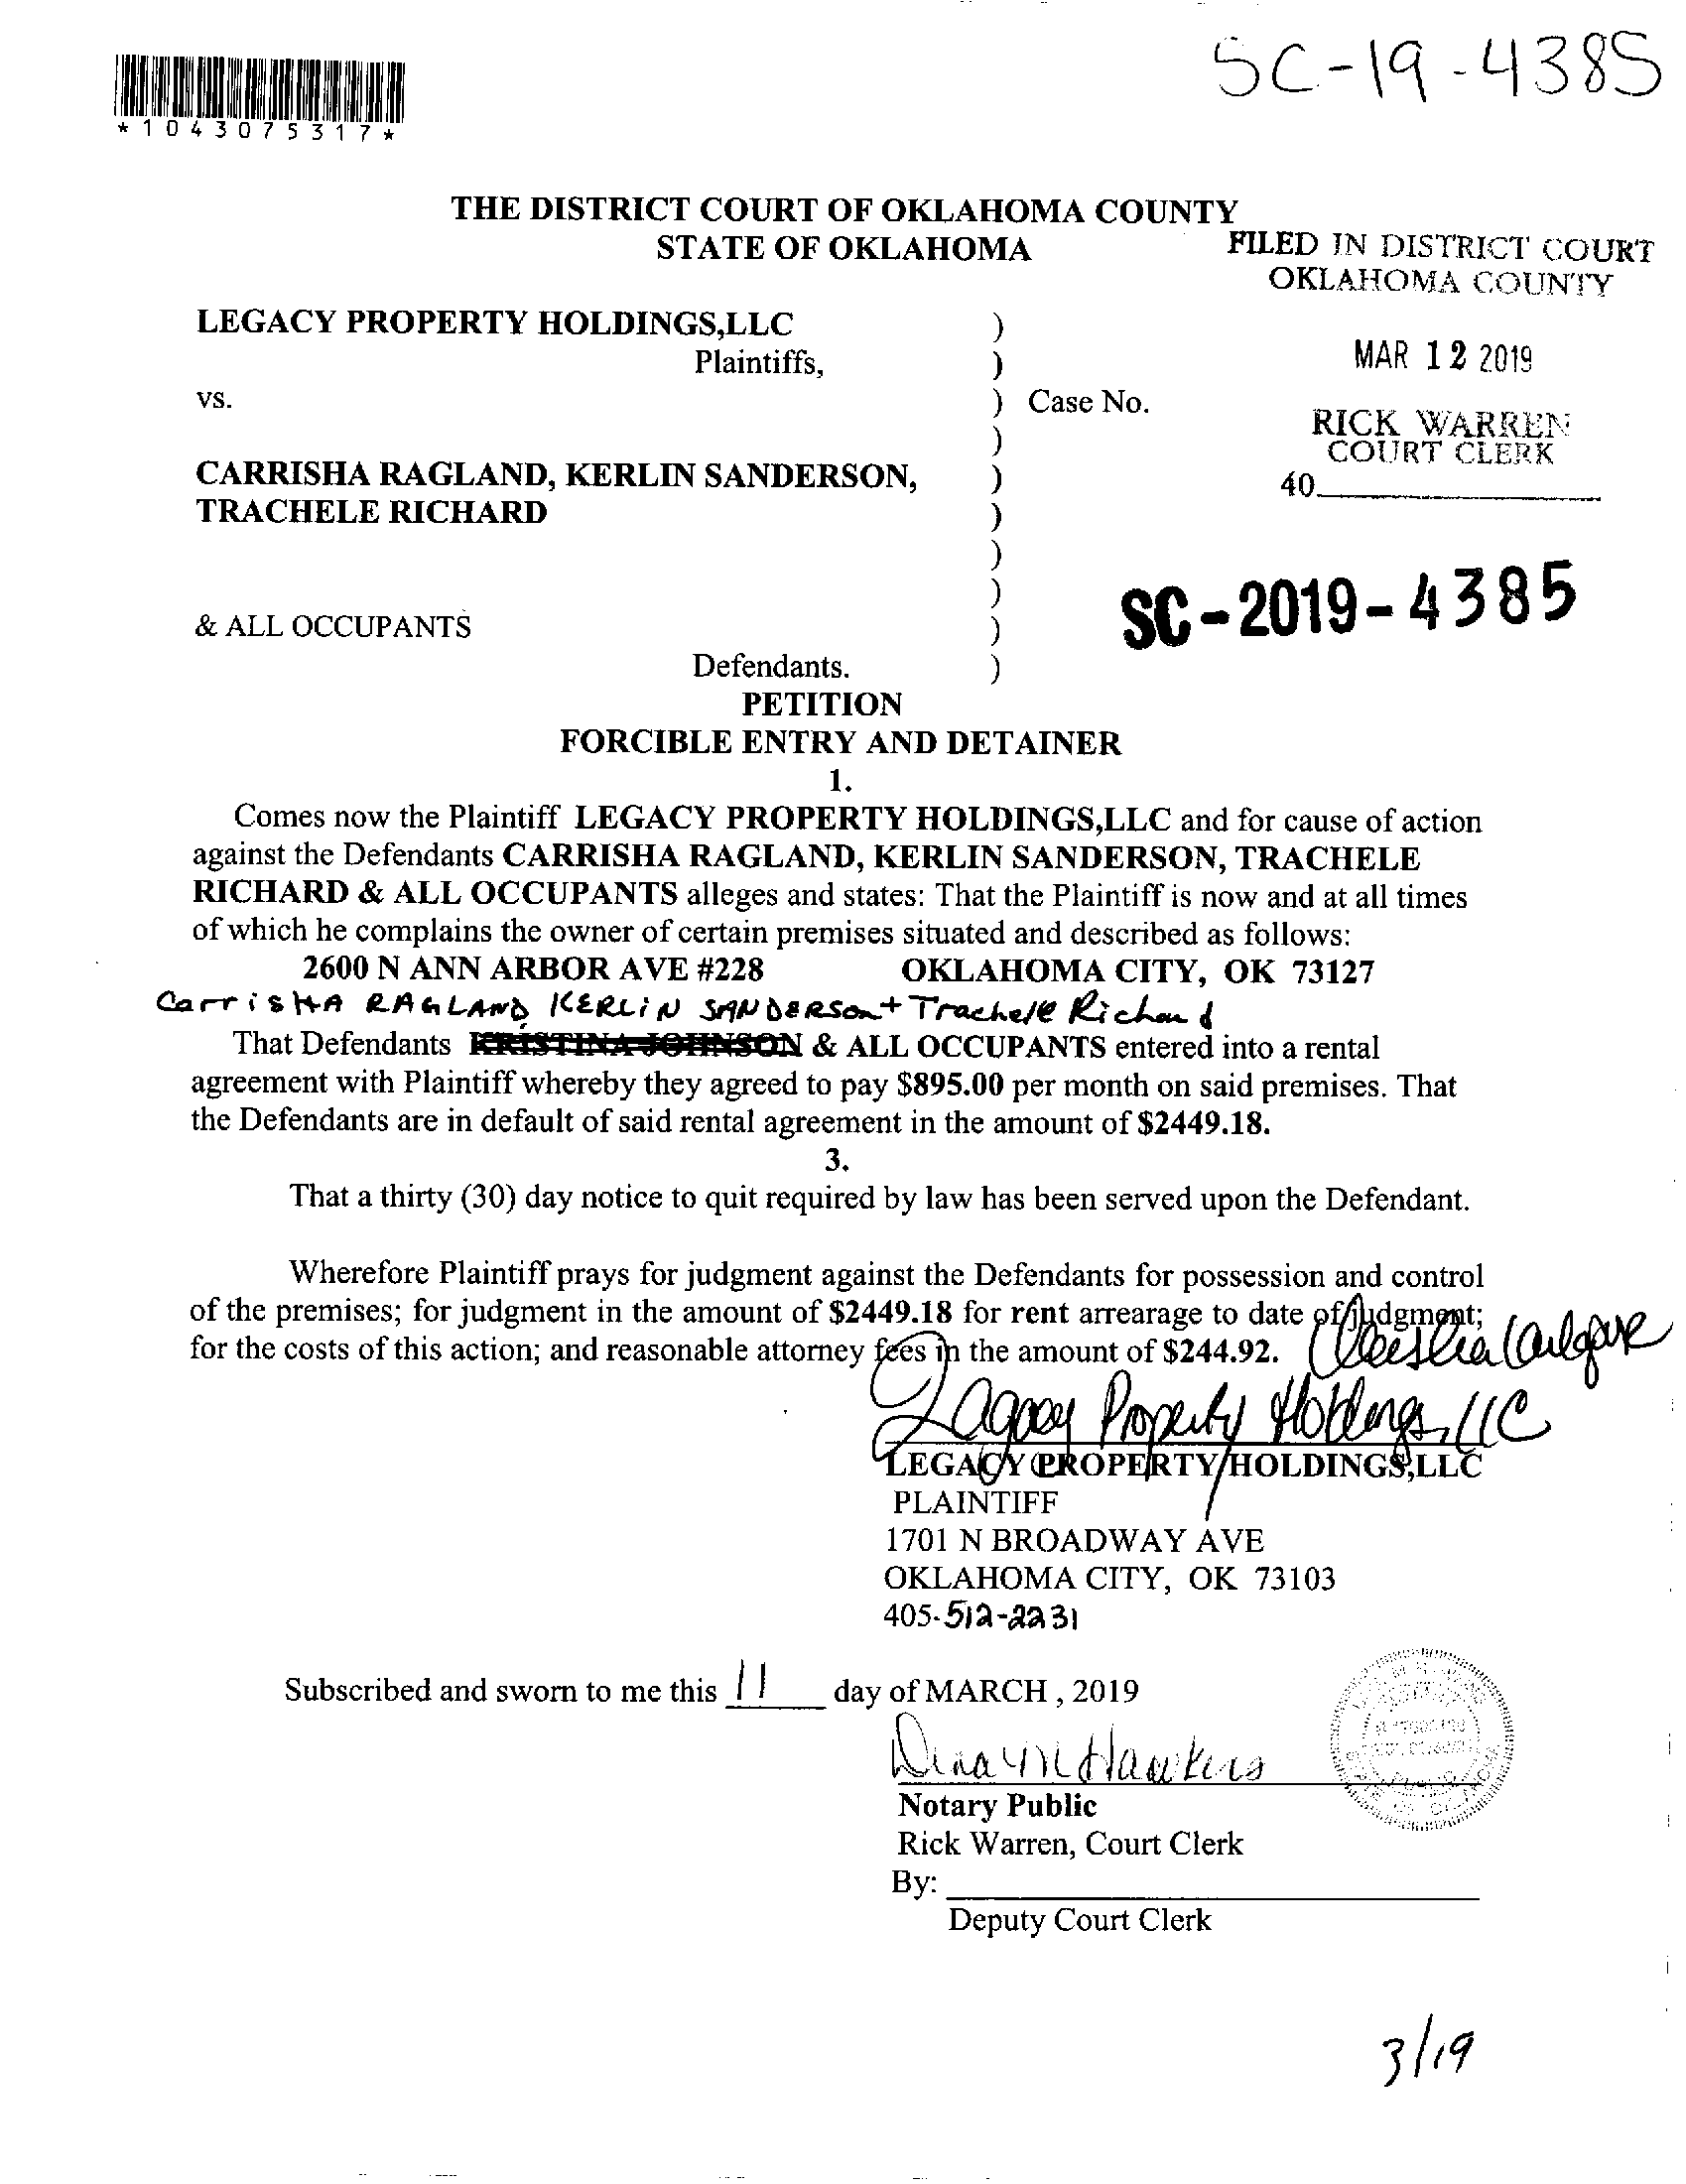 SC-19-4385
*1043075317*
THE DISTRICT COURT OF OKLAHOMA COUNTY
STATE OF OKLAHOMA
FILED IN DISTRICT COURT
OKLAHOMA COUNTY
LEGACY PROPERTY HOLDINGS,LLC )
Plaintiffs, )
MAR 12 2019
vs. ) Case No.
)
RICK WARREN
COURT CLERK
40
CARRISHA RAGLAND, KERLIN SANDERSON, )
TRACHELE RICHARD )
)
)
SC-2019-4385
& ALL OCCUPANTS )
Defendants. )
PETITION
FORCIBLE ENTRY AND DETAINER
1.
Comes now the Plaintiff LEGACY PROPERTY HOLDINGS,LLC and for cause of action
against the Defendants CARRISHA RAGLAND, KERLIN SANDERSON, TRACHELE
RICHARD & ALL OCCUPANTS alleges and states: That the Plaintiff is now and at all times
of which he complains the owner of certain premises situated and described as follows:
2600 N ANN ARBOR AVE #228 OKLAHOMA CITY, OK 73127
CarrisHA RAGLAND KERLiN SANDERSon + Trachele Richard
That Defendants KRISTINA JOHNSON & ALL OCCUPANTS entered into a rental
agreement with Plaintiff whereby they agreed to pay $895.00 per month on said premises. That
the Defendants are in default of said rental agreement in the amount of $2449.18.
3.
That a thirty (30) day notice to quit required by law has been served upon the Defendant.
Wherefore Plaintiff prays for judgment against the Defendants for possession and control
of the premises; for judgment in the amount of $2449.18 for rent arrearage to date of judgment;
for the costs of this action; and reasonable attorney fees in the amount of $244.92.
Legacy Property Holdings, LLC
LEGACY PROPERTY HOLDINGS,LLC
PLAINTIFF
1701 N BROADWAY AVE
OKLAHOMA CITY, OK 73103
405-512-2231
Subscribed and sworn to me this 11 day of MARCH , 2019
Hawkins
Notary Public
Rick Warren, Court Clerk
By:
Deputy Court Clerk
3/19